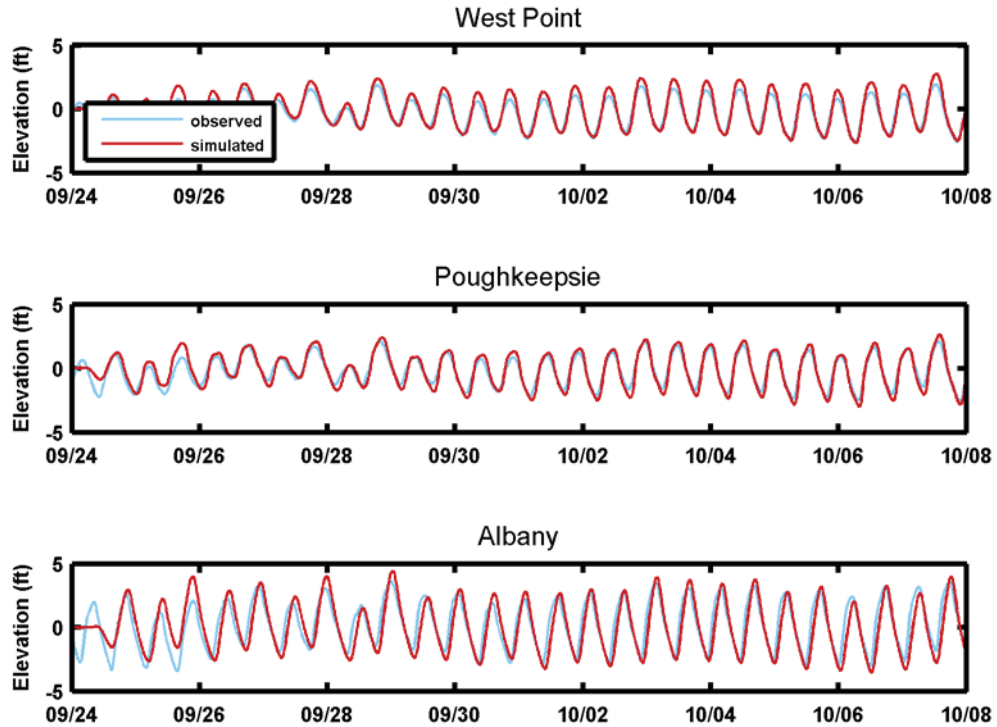 West Point
Elevation (ft)
5
0
-5
observed
simulated
09/24 09/26 09/28 09/30 10/02 10/04 10/06 10/08
Poughkeepsie
Elevation (ft)
5
0
-5
09/24 09/26 09/28 09/30 10/02 10/04 10/06 10/08
Albany
Elevation (ft)
5
0
-5
09/24 09/26 09/28 09/30 10/02 10/04 10/06 10/08